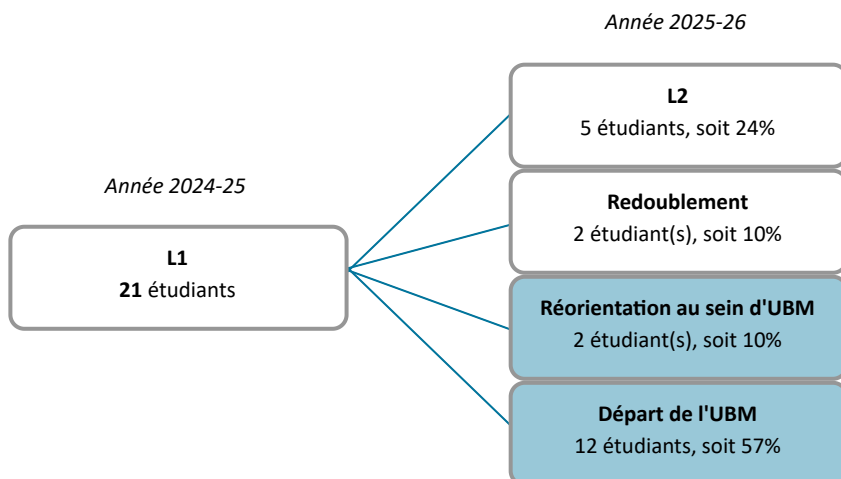 Année 2025-26
L2
5 étudiants, soit 24%
Année 2024-25
Redoublement
2 étudiant(s), soit 10%
L1
21 étudiants
Réorientation au sein d'UBM
2 étudiant(s), soit 10%
Départ de l'UBM
12 étudiants, soit 57%